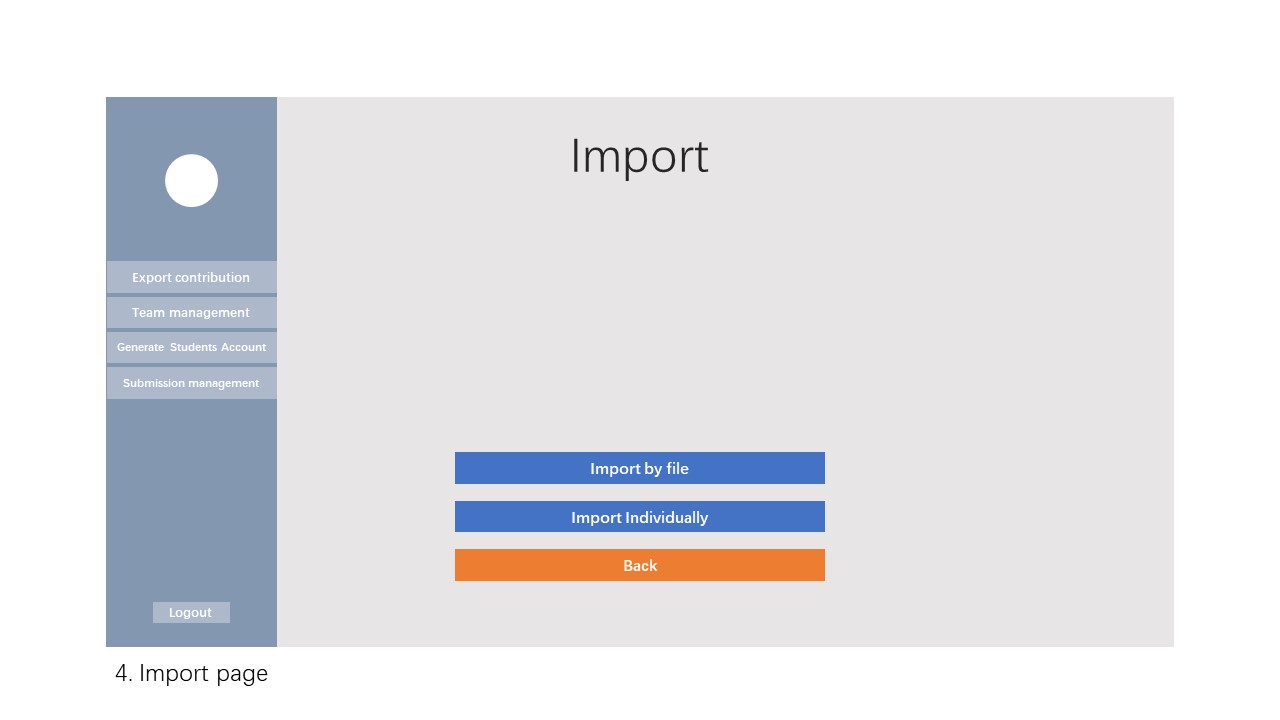 Import
Export contribution
Team management
Generate Students Account
Submission management
Import by file
Import Individually
Back
Logout
4. Import page